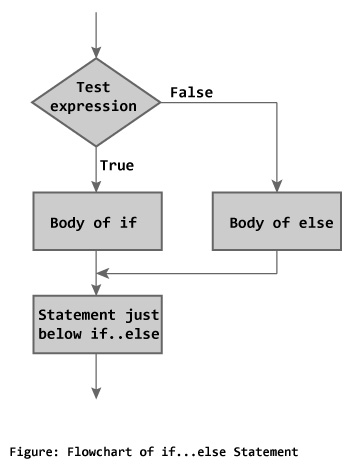 Test
expression
False
True
Body of if
Body of else
Statement just
below if..else
Figure: Flowchart of if...else Statement